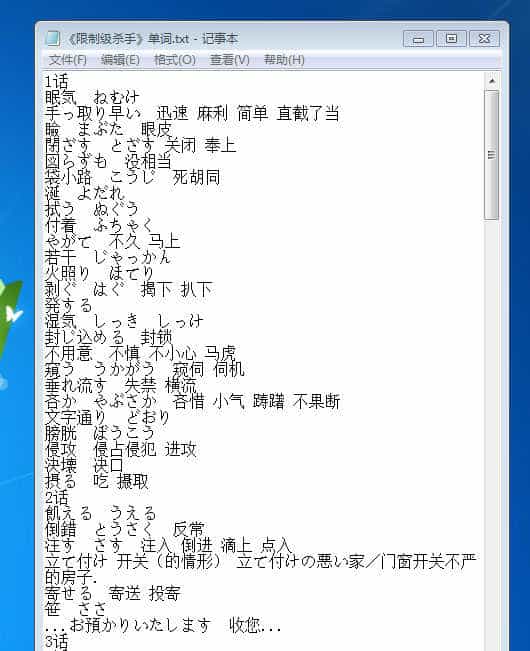 《限制级杀手》单词.txt - 记事本
文件(F) 编辑(E) 格式(O) 查看(V) 帮助(H)
1话
眠気　ねむけ
手っ取り早い　迅速 麻利 简单 直截了当
瞼　まぶた　眼皮
閉ざす　とざす 关闭 奉上
図らずも　没相当
袋小路　こうじ　死胡同
涎　よだれ
拭う　ぬぐう
付着　ふちゃく
やがて　不久 马上
若干　じゃっかん
火照り　ほてり
剥ぐ　はぐ　揭下 扒下
発する
湿気　しっき　しっけ
封じ込める　封锁
不用意　不慎 不小心 马虎
窺う　うかがう　窥伺 伺机
垂れ流す　失禁 横流
吝か　やぶさか　吝惜 小气 踌躇 不果断
文字通り　どおり
膀胱　ぼうこう
侵攻　侵占侵犯 进攻
決壊　决口
摂る　吃 摄取
2话
飢える　うえる
倒錯　とうさく　反常
注す　さす　注入 倒进 滴上 点入
立て付け 开关（的情形） 立て付けの悪い家／门窗开关不严
的房子.
寄せる　寄送 投寄
笹　ささ
...お預かりいたします　收您...
3话